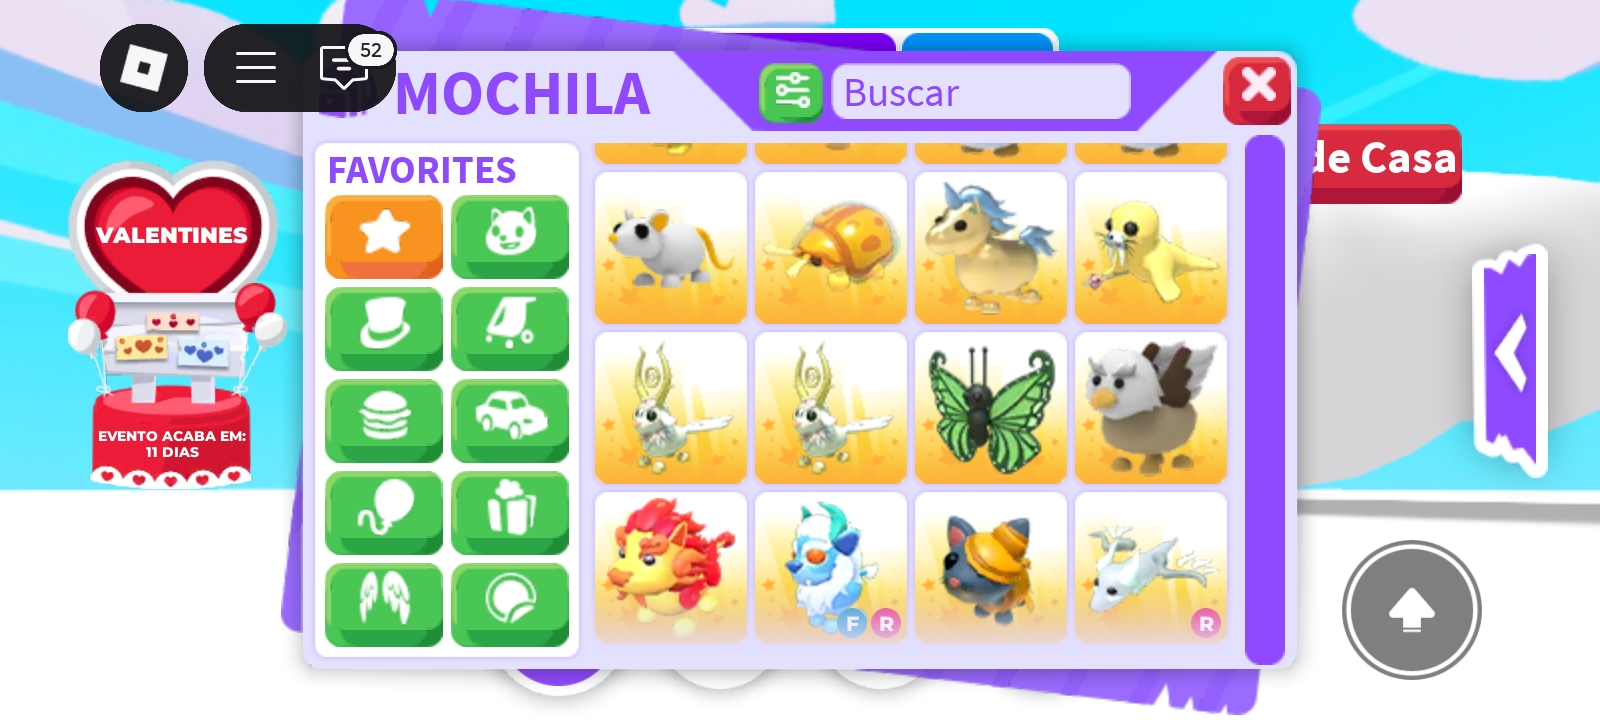 52
MOCHILA
Buscar
FAVORITES
de Casa
VALENTINES
EVENTO ACABA EM:
11 DIAS
F R
R